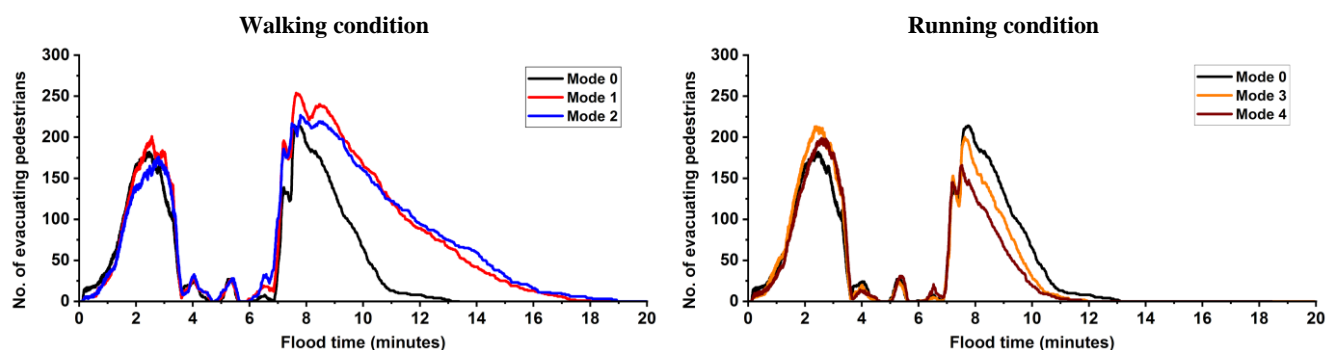 Walking condition
No. of evacuating pedestrians
300
250
200
150
100
50
0
0 2 4 6 8 10 12 14 16 18 20
Flood time (minutes)
Mode 0
Mode 1
Mode 2
Running condition
No. of evacuating pedestrians
300
250
200
150
100
50
0
0 2 4 6 8 10 12 14 16 18 20
Flood time (minutes)
Mode 0
Mode 3
Mode 4